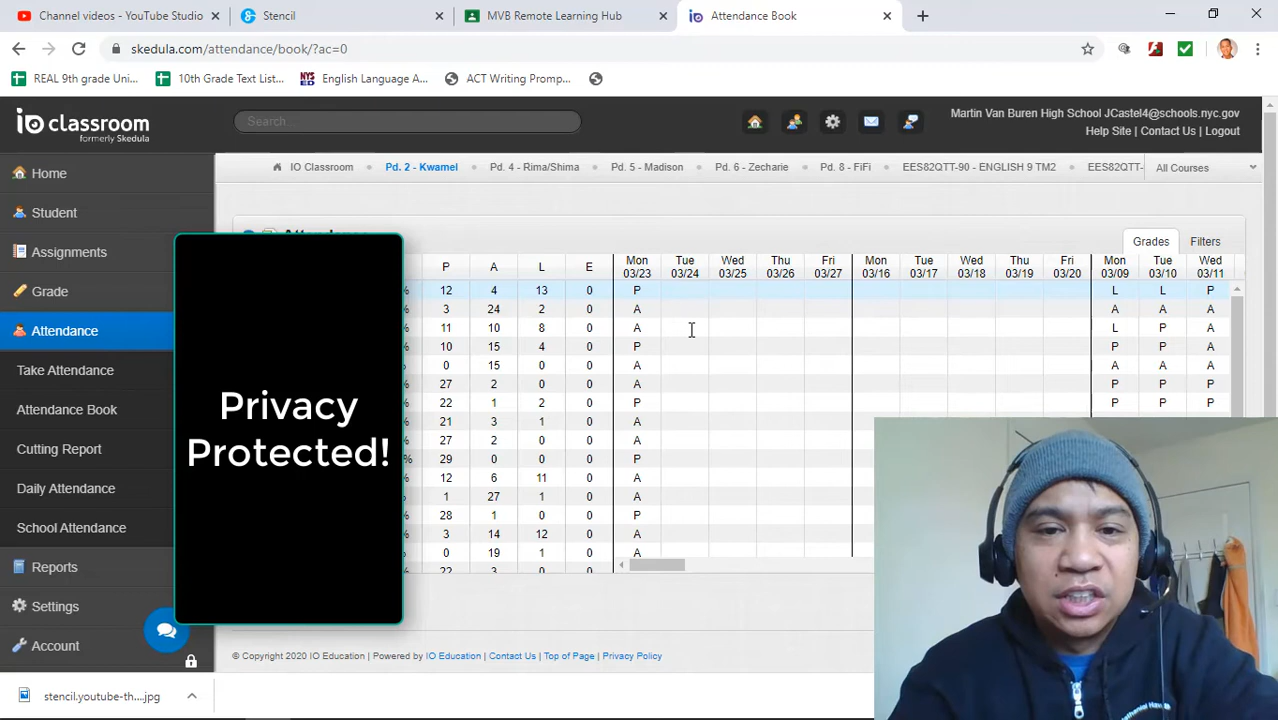 Channel videos - YouTube Studio
Stencil
MVB Remote Learning Hub
Attendance Book
skedula.com/attendance/book/?ac=0
REAL 9th grade Uni...
10th Grade Text List...
English Language A...
ACT Writing Promp...
io classroom
formerly Skedula
Search...
Martin Van Buren High School JCastel4@schools.nyc.gov
Help Site | Contact Us | Logout
Home
Student
Assignments
Grade
Attendance
Take Attendance
Attendance Book
Cutting Report
Daily Attendance
School Attendance
Reports
Settings
Account
IO Classroom Pd. 2 - Kwamel Pd. 4 - Rima/Shima Pd. 5 - Madison Pd. 6 - Zecharie Pd. 8 - FiFi EES82QTT-90 - ENGLISH 9 TM2 EES82QTT- All Courses
Attendance
Grades Filters
P A L E Mon 03/23 Tue 03/24 Wed 03/25 Thu 03/26 Fri 03/27 Mon 03/16 Tue 03/17 Wed 03/18 Thu 03/19 Fri 03/20 Mon 03/09 Tue 03/10 Wed 03/11
% 12 4 13 0 P L L P
% 3 24 2 0 A A A A
% 11 10 8 0 A L P A
% 10 15 4 0 P P P A
% 0 15 0 0 A A A A
% 27 2 0 0 A P P P
% 22 1 2 0 P P P P
% 21 3 1 0 A
% 27 2 0 0 A
% 29 0 0 0 P
% 12 6 11 0 A
% 1 27 1 0 A
% 28 1 0 0 P
% 3 14 12 0 A
% 0 19 1 0 A
% 22 3
Privacy
Protected!
© Copyright 2020 IO Education | Powered by IO Education | Contact Us | Top of Page | Privacy Policy
stencil.youtube-th....jpg